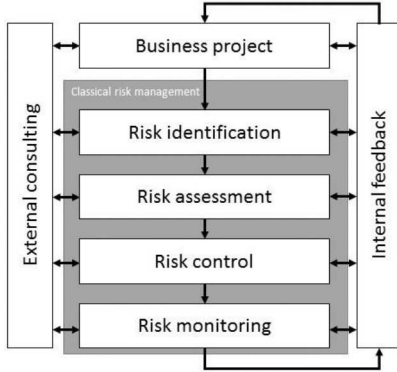 Business project
Classical risk management
Risk identification
Risk assessment
Risk control
Risk monitoring
External consulting
Internal feedback